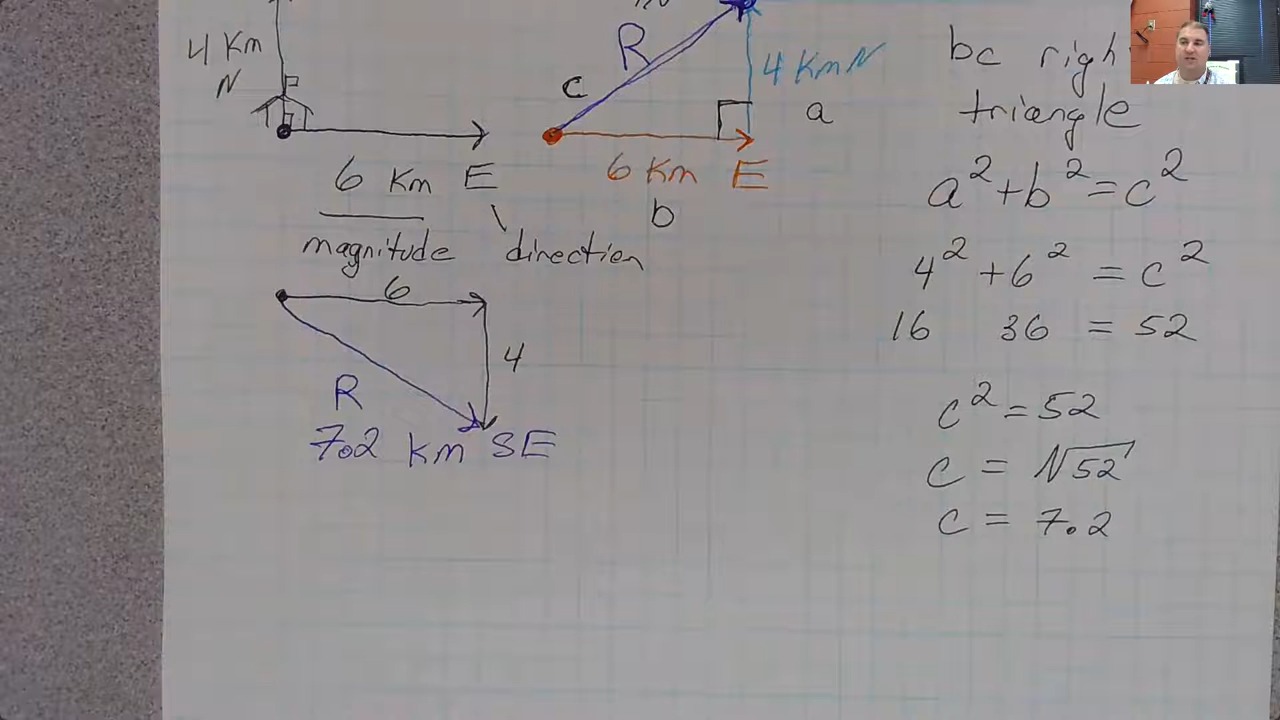 4 Km
N
6 Km E
magnitude
direction
R
c
4 Km N
a
6 Km E
b
6
4
R
7.2 km SE
bc righ
triangle
a²+b²=c²
4²+6²=c²
16 36 = 52
c²=52
c=√52
c=7.2